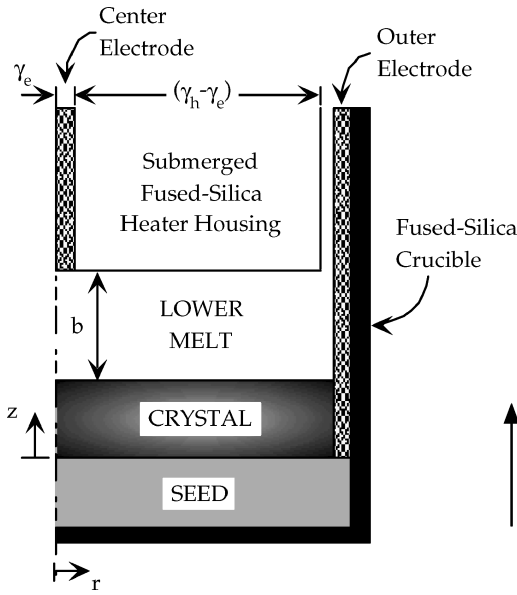 Center
Electrode
Outer
Electrode
γe
(γh-γe)
Submerged
Fused-Silica
Heater Housing
Fused-Silica
Crucible
b
LOWER
MELT
z
CRYSTAL
SEED
r